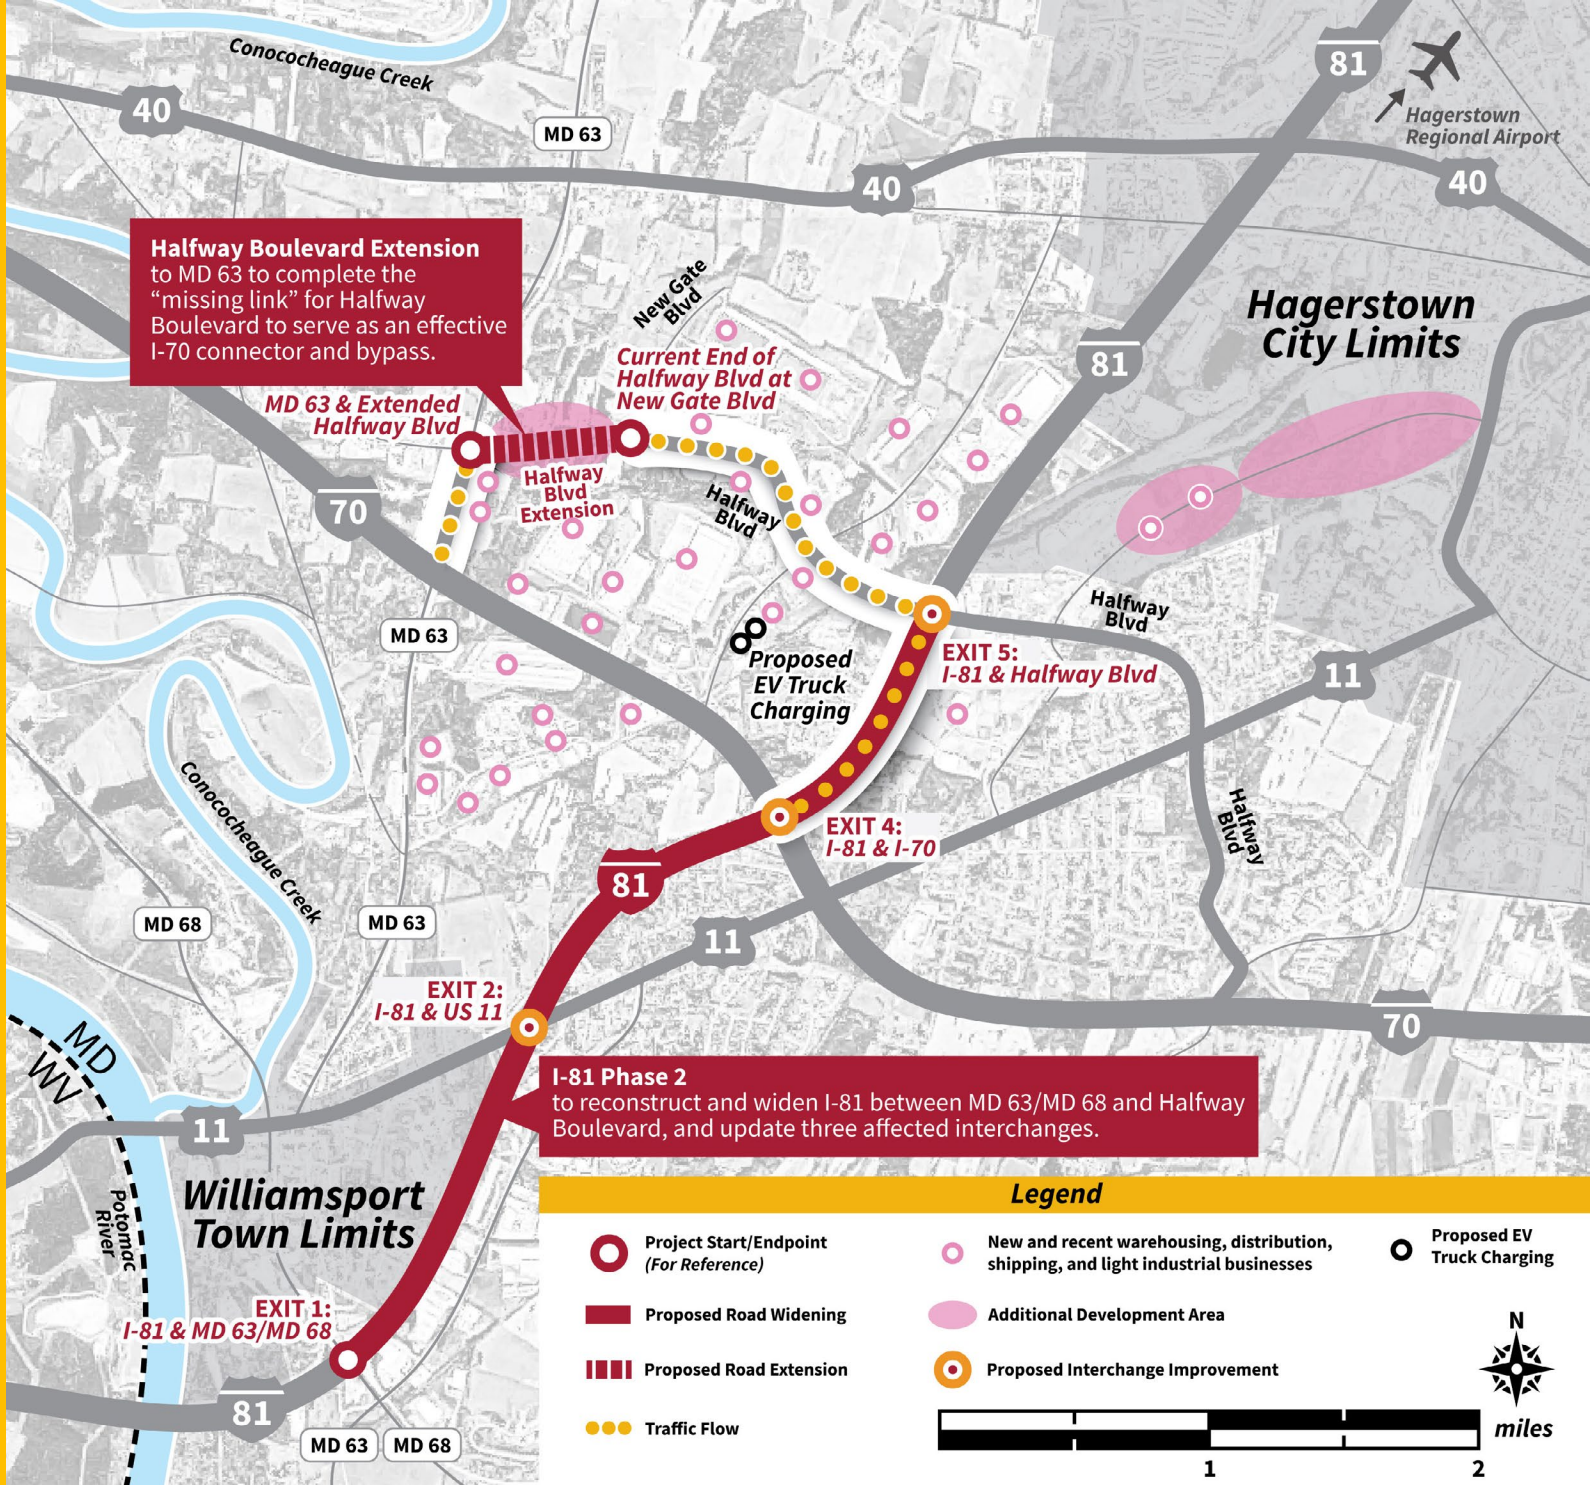 Conococheague Creek
81
Hagerstown
Regional Airport
40
MD 63
40
40
Halfway Boulevard Extension
to MD 63 to complete the
“missing link” for Halfway
Boulevard to serve as an effective
I-70 connector and bypass.
New Gate
Blvd
Hagerstown
City Limits
81
Current End of
Halfway Blvd at
New Gate Blvd
MD 63 & Extended
Halfway Blvd
Halfway
Blvd
Extension
Halfway
Blvd
70
Halfway
Blvd
MD 63
Proposed
EV Truck
Charging
EXIT 5:
I-81 & Halfway Blvd
11
Conococheague Creek
Halfway
Blvd
EXIT 4:
I-81 & I-70
81
MD 68
MD 63
11
EXIT 2:
I-81 & US 11
70
MD
WV
I-81 Phase 2
to reconstruct and widen I-81 between MD 63/MD 68 and Halfway
Boulevard, and update three affected interchanges.
11
Williamsport
Town Limits
Potomac
River
EXIT 1:
I-81 & MD 63/MD 68
81
MD 63
MD 68
Legend
Project Start/Endpoint
(For Reference)
Proposed Road Widening
Proposed Road Extension
Traffic Flow
New and recent warehousing, distribution,
shipping, and light industrial businesses
Additional Development Area
Proposed Interchange Improvement
Proposed EV
Truck Charging
N
miles
1
2